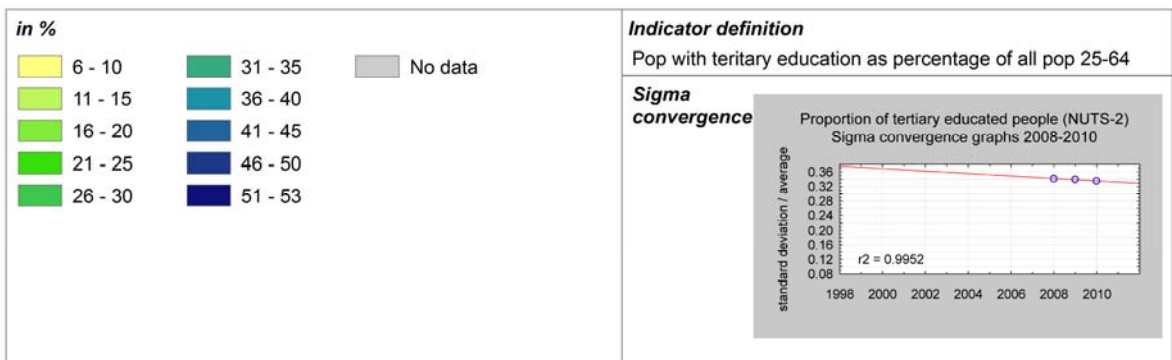 in %
6 - 10
11 - 15
16 - 20
21 - 25
26 - 30
31 - 35
36 - 40
41 - 45
46 - 50
51 - 53
No data
Indicator definition
Pop with teritary education as percentage of all pop 25-64
Sigma
convergence
Proportion of tertiary educated people (NUTS-2)
Sigma convergence graphs 2008-2010
standard deviation / average
0.36
0.32
0.28
0.24
0.20
0.16
0.12
0.08
r2 = 0.9952
1998 2000 2002 2004 2006 2008 2010